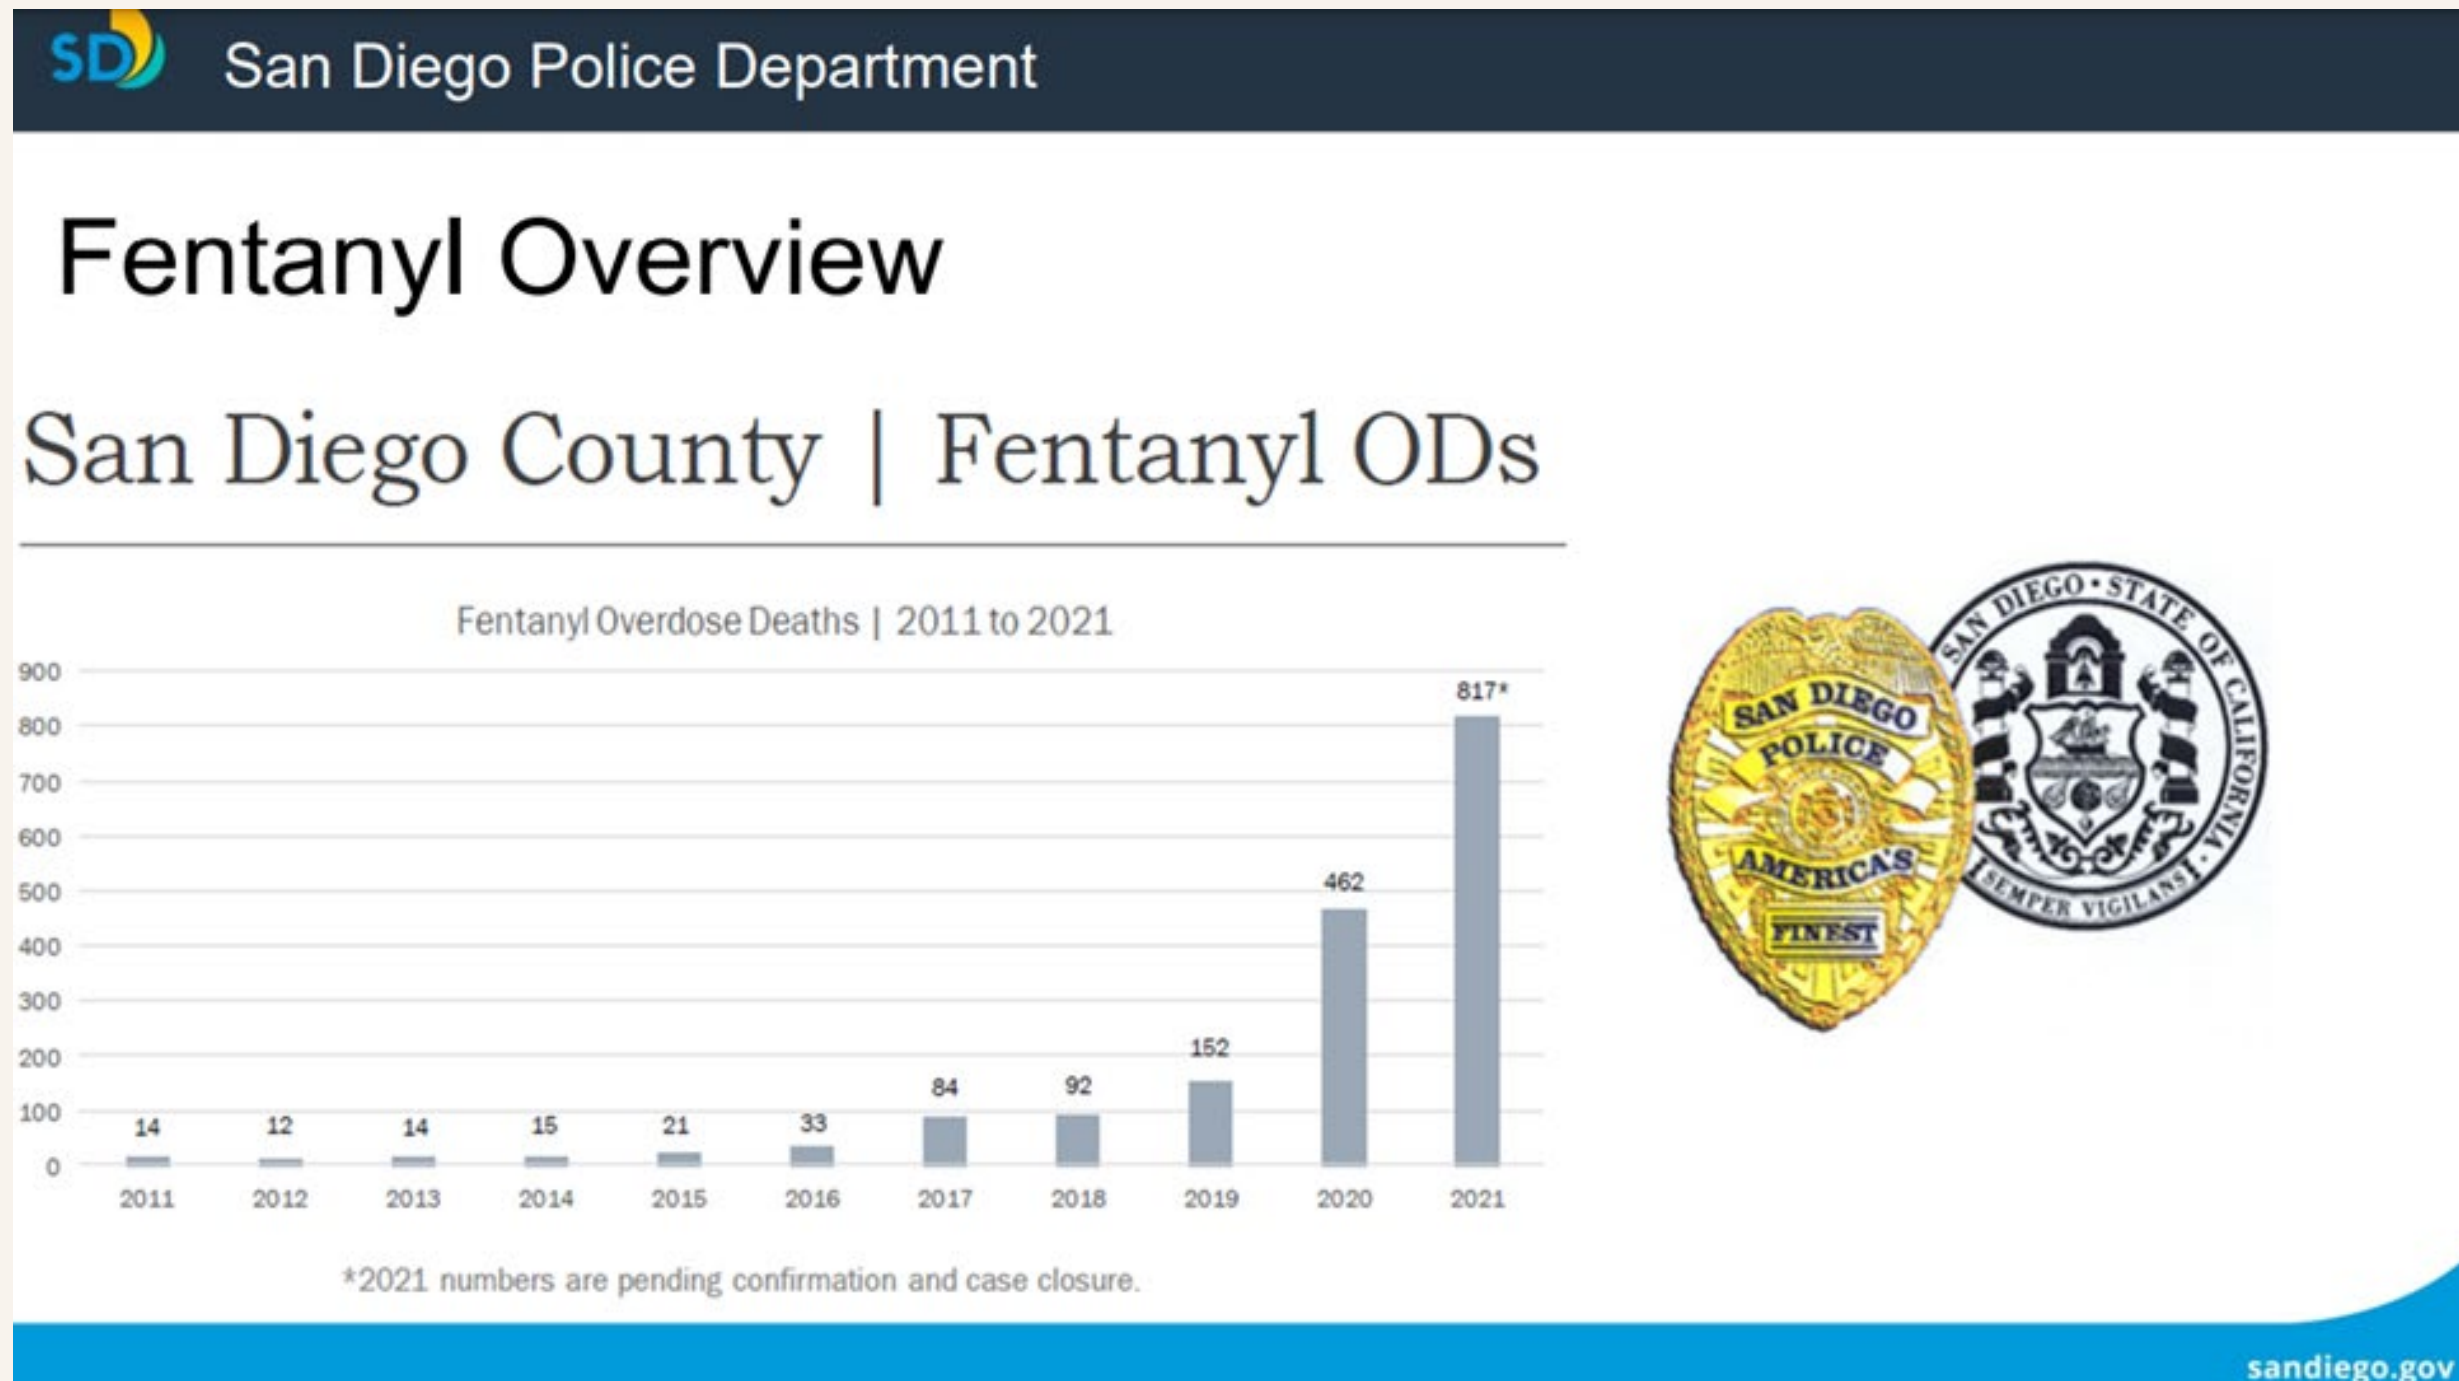 SD
San Diego Police Department
Fentanyl Overview
San Diego County | Fentanyl ODs
Fentanyl Overdose Deaths | 2011 to 2021
900
800
700
600
500
400
300
200
100
0
14
12
14
15
21
33
84
92
152
462
817*
2011
2012
2013
2014
2015
2016
2017
2018
2019
2020
2021
*2021 numbers are pending confirmation and case closure.
SAN DIEGO
POLICE
AMERICA'S
FINEST
SAN DIEGO • STATE OF CALIFORNIA •
SEMPER VIGILANS
sandiego.gov